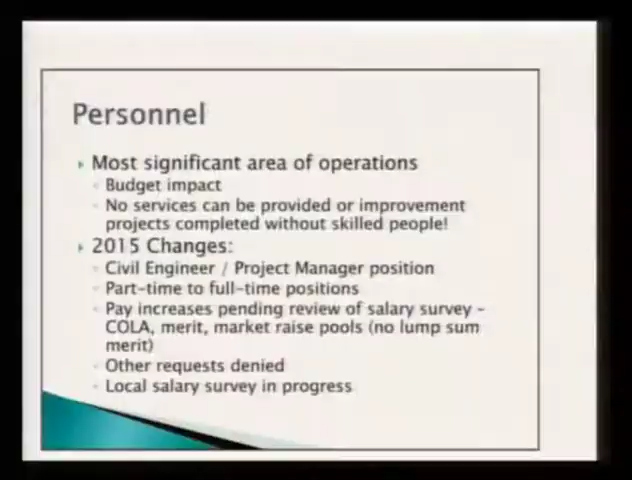 Personnel
Most significant area of operations
Budget impact
No services can be provided or improvement
projects completed without skilled people!
2015 Changes:
Civil Engineer / Project Manager position
Part-time to full-time positions
Pay increases pending review of salary survey -
COLA, merit, market raise pools (no lump sum
merit)
Other requests denied
Local salary survey in progress